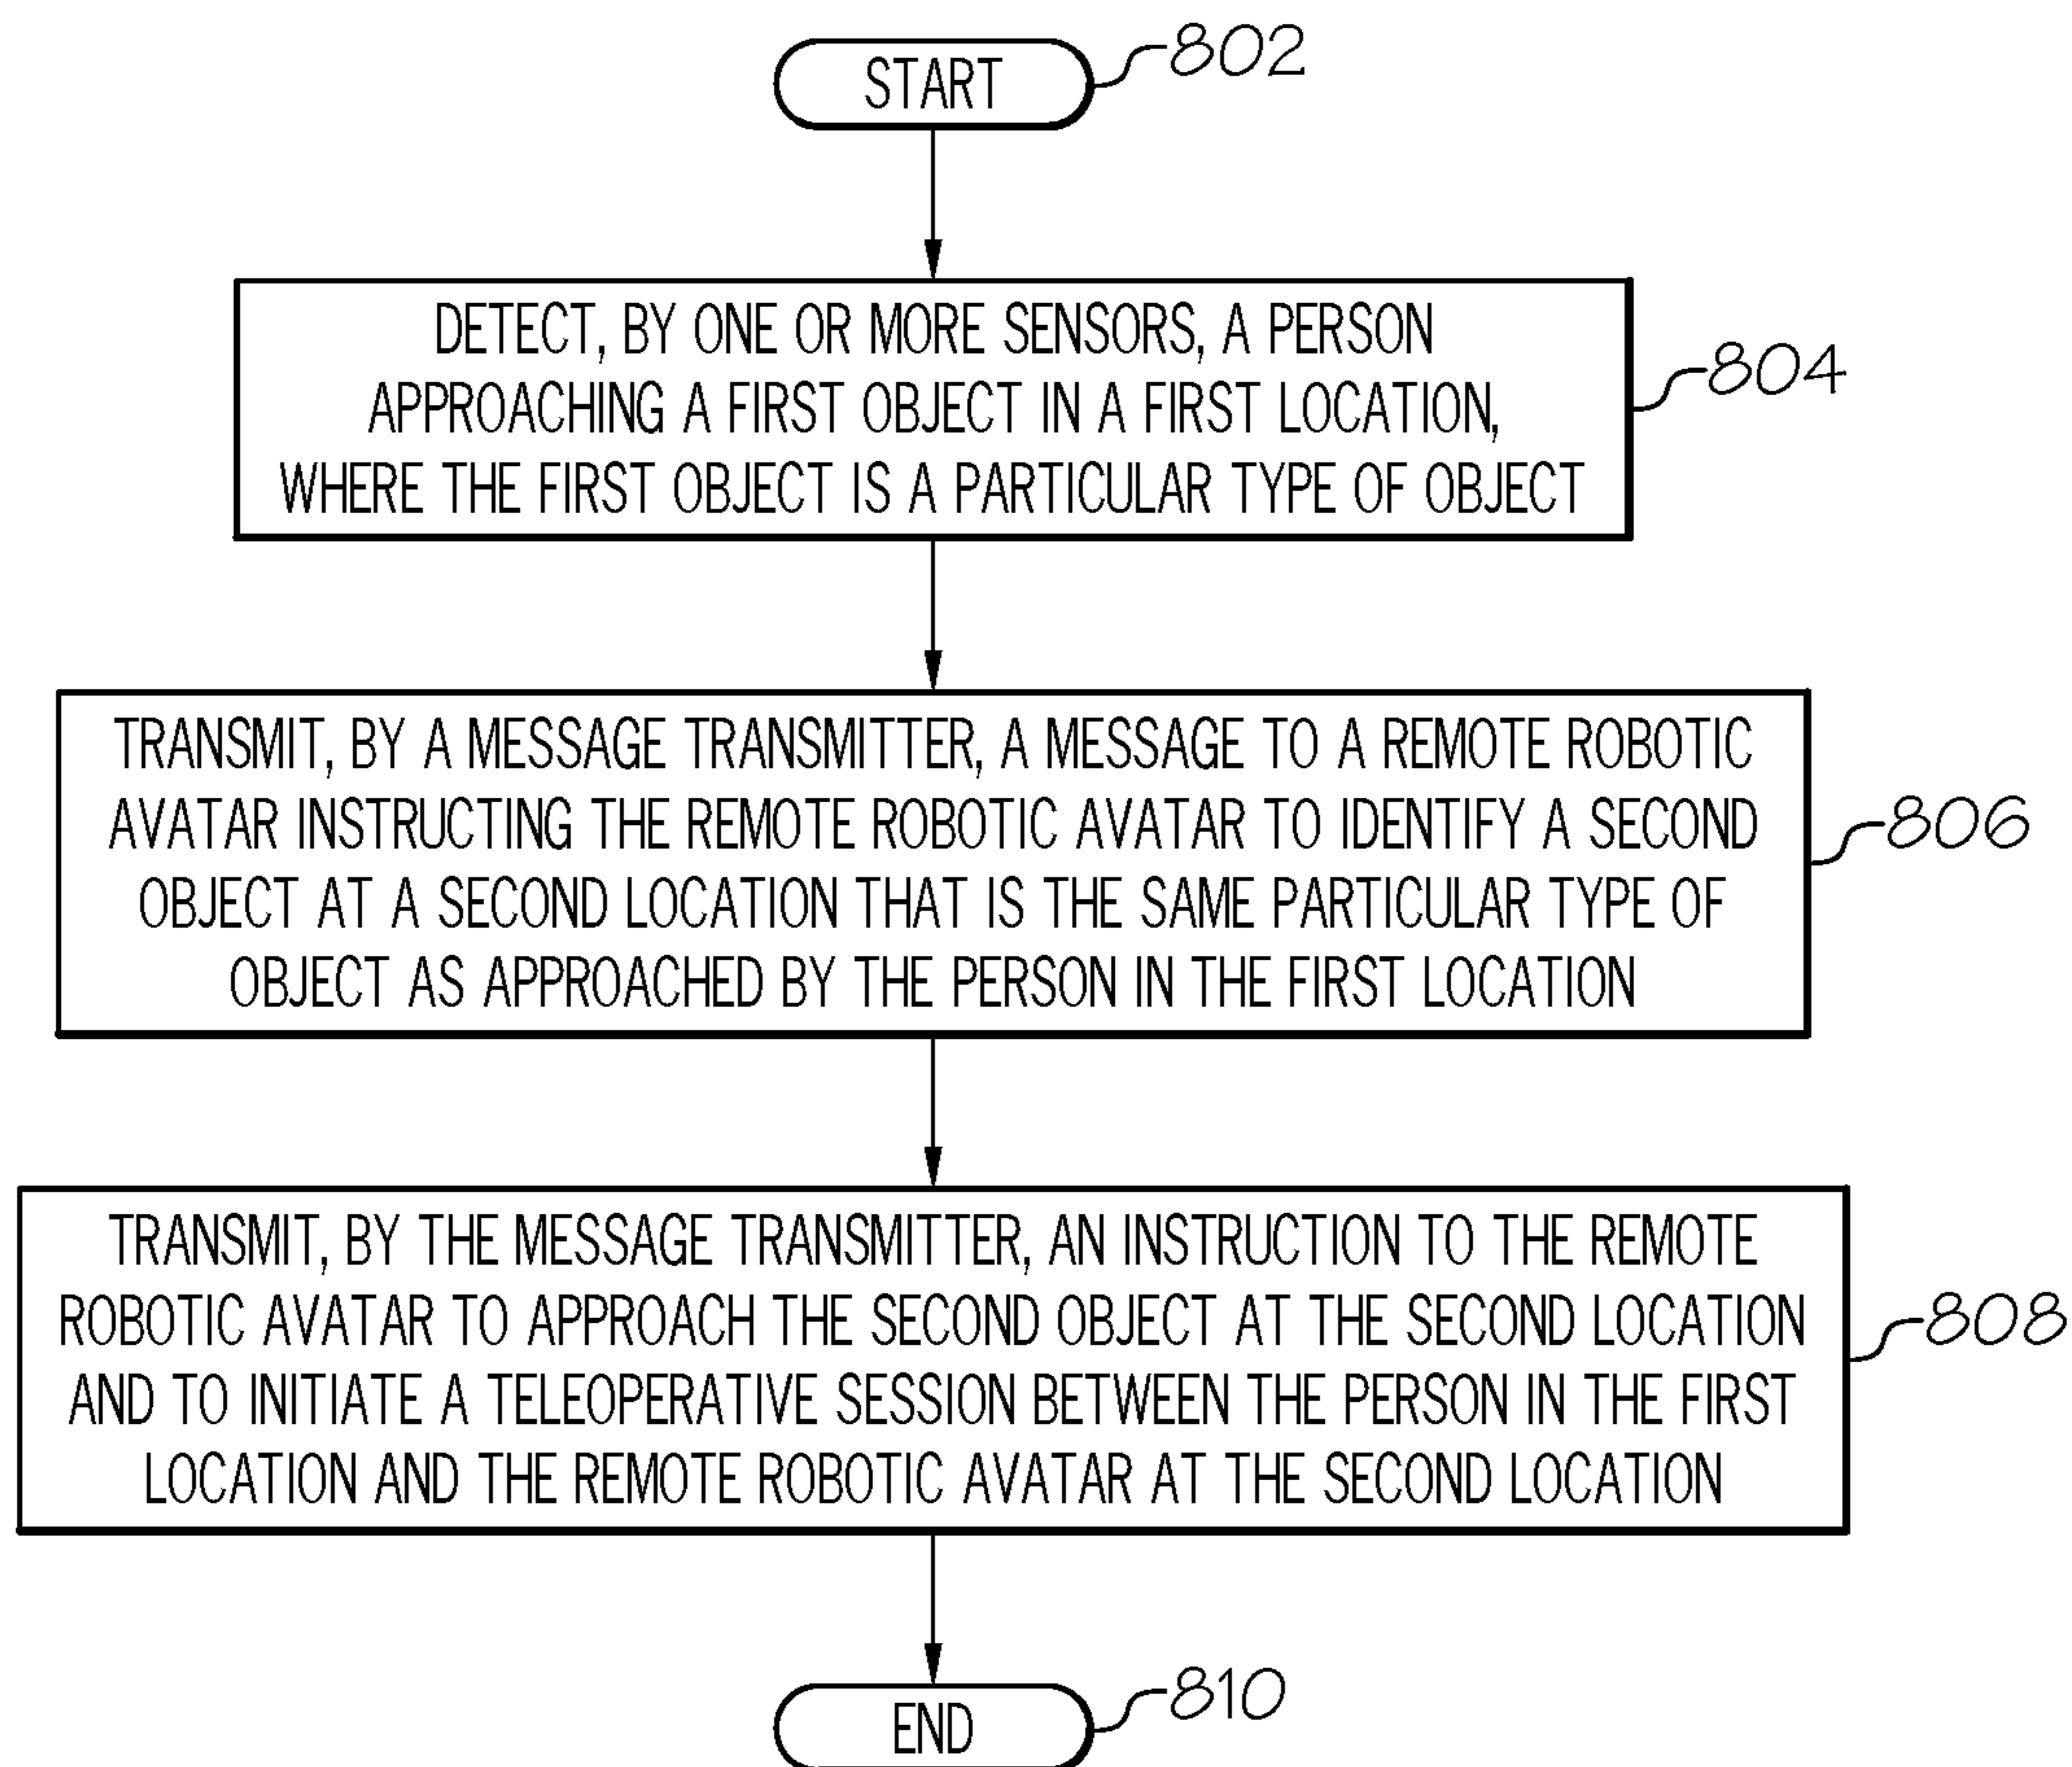 START
802
DETECT, BY ONE OR MORE SENSORS, A PERSON
APPROACHING A FIRST OBJECT IN A FIRST LOCATION,
WHERE THE FIRST OBJECT IS A PARTICULAR TYPE OF OBJECT
804
TRANSMIT, BY A MESSAGE TRANSMITTER, A MESSAGE TO A REMOTE ROBOTIC
AVATAR INSTRUCTING THE REMOTE ROBOTIC AVATAR TO IDENTIFY A SECOND
OBJECT AT A SECOND LOCATION THAT IS THE SAME PARTICULAR TYPE OF
OBJECT AS APPROACHED BY THE PERSON IN THE FIRST LOCATION
806
TRANSMIT, BY THE MESSAGE TRANSMITTER, AN INSTRUCTION TO THE REMOTE
ROBOTIC AVATAR TO APPROACH THE SECOND OBJECT AT THE SECOND LOCATION
AND TO INITIATE A TELEOPERATIVE SESSION BETWEEN THE PERSON IN THE FIRST
LOCATION AND THE REMOTE ROBOTIC AVATAR AT THE SECOND LOCATION
808
END
810